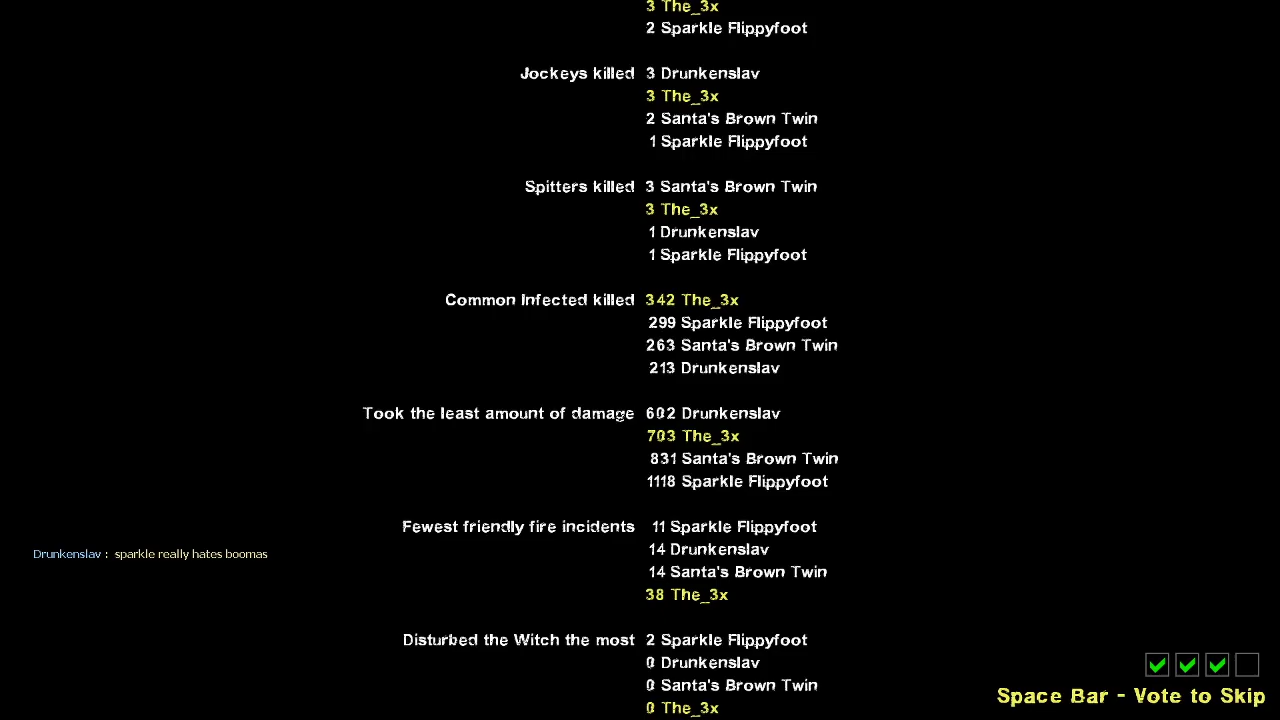 3 The_3x
2 Sparkle Flippyfoot
Jockeys killed 3 Drunkenslav
3 The_3x
2 Santa's Brown Twin
1 Sparkle Flippyfoot
Spitters killed 3 Santa's Brown Twin
3 The_3x
1 Drunkenslav
1 Sparkle Flippyfoot
Common Infected killed 342 The_3x
299 Sparkle Flippyfoot
263 Santa's Brown Twin
213 Drunkenslav
Took the least amount of damage 602 Drunkenslav
703 The_3x
831 Santa's Brown Twin
1118 Sparkle Flippyfoot
Fewest friendly fire incidents 11 Sparkle Flippyfoot
14 Drunkenslav
Drunkenslav : sparkle really hates boomas
14 Santa's Brown Twin
38 The_3x
Disturbed the Witch the most 2 Sparkle Flippyfoot
0 Drunkenslav
0 Santa's Brown Twin
0 The_3x
Space Bar - Vote to Skip